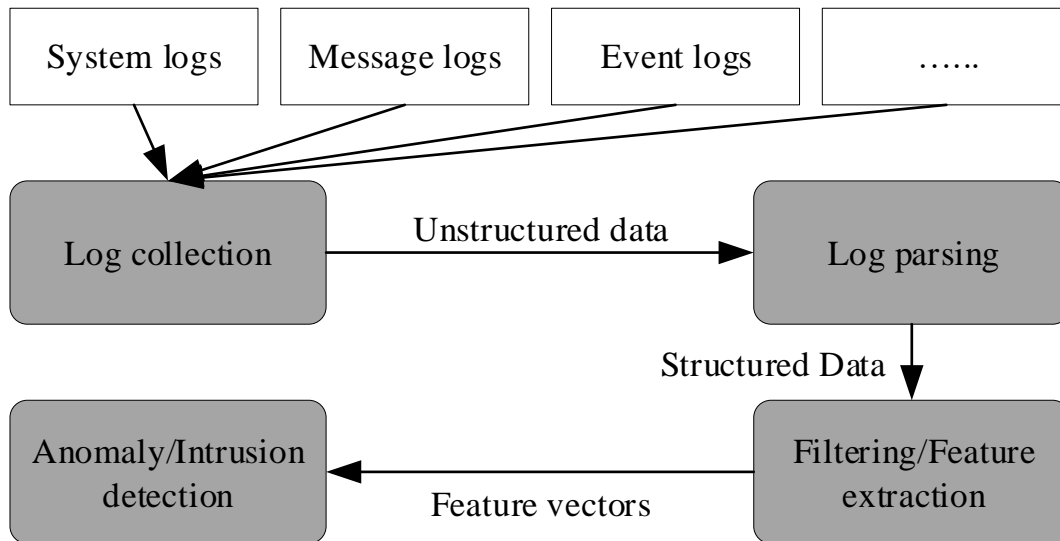 System logs
Message logs
Event logs
......
Log collection
Unstructured data
Log parsing
Structured Data
Anomaly/Intrusion
detection
Feature vectors
Filtering/Feature
extraction